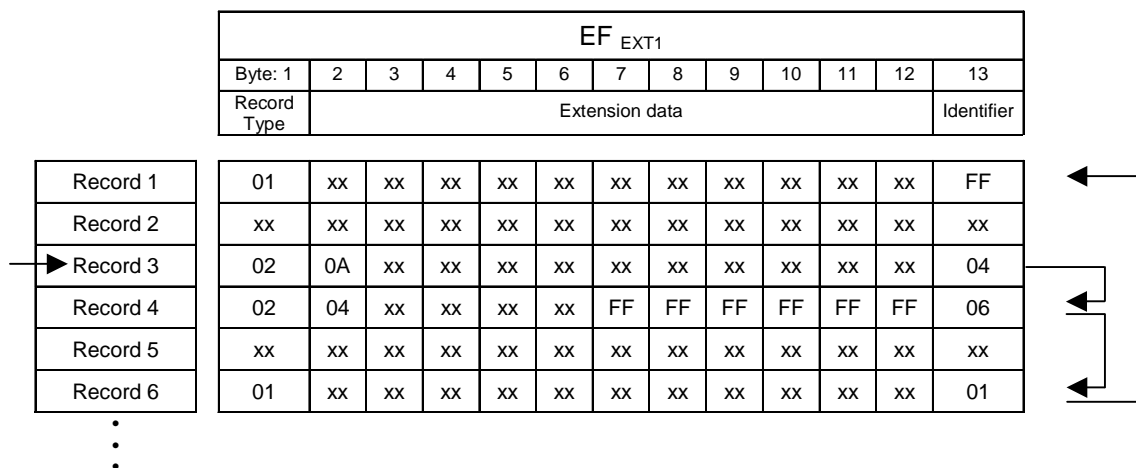 EF EXT1
Byte: 1 2 3 4 5 6 7 8 9 10 11 12 13
Record Type Extension data Identifier
Record 1 01 xx xx xx xx xx xx xx xx xx xx xx FF
Record 2 xx xx xx xx xx xx xx xx xx xx xx xx xx
Record 3 02 0A xx xx xx xx xx xx xx xx xx xx 04
Record 4 02 04 xx xx xx xx FF FF FF FF FF FF 06
Record 5 xx xx xx xx xx xx xx xx xx xx xx xx xx
Record 6 01 xx xx xx xx xx xx xx xx xx xx xx 01